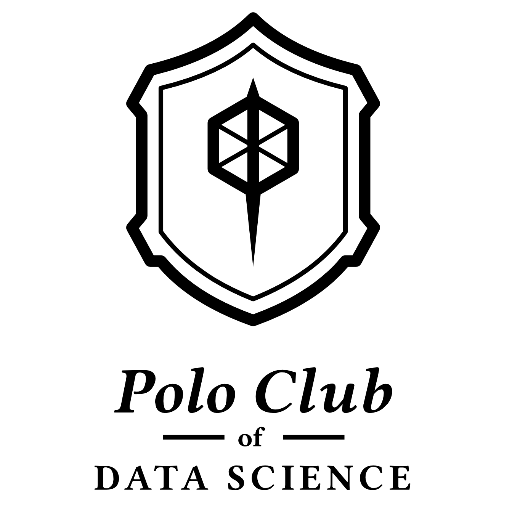 Polo Club
of
DATA SCIENCE